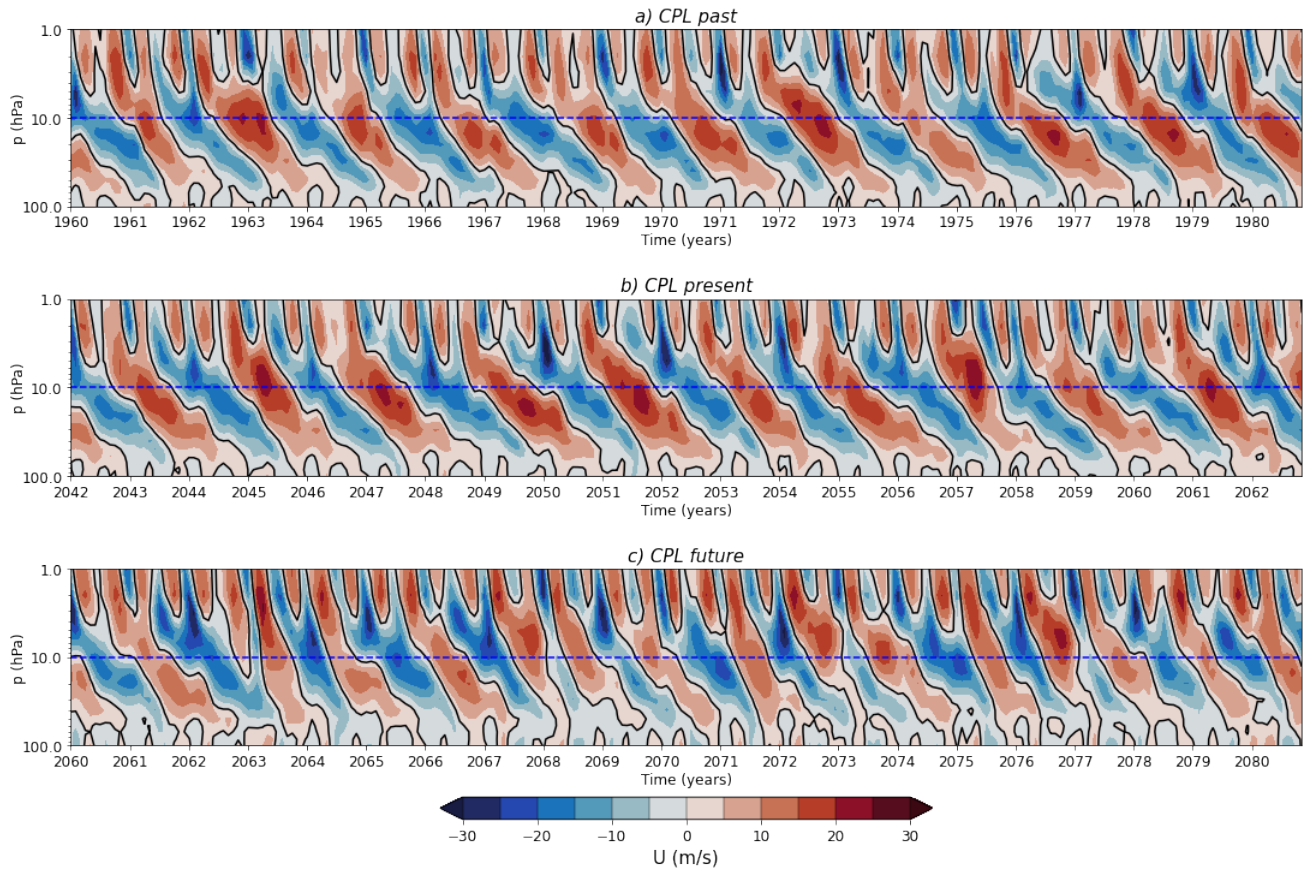 a) CPL past
1.0
10.0
100.0
p (hPa)
1960 1961 1962 1963 1964 1965 1966 1967 1968 1969 1970 1971 1972 1973 1974 1975 1976 1977 1978 1979 1980
Time (years)
b) CPL present
1.0
10.0
100.0
p (hPa)
2042 2043 2044 2045 2046 2047 2048 2049 2050 2051 2052 2053 2054 2055 2056 2057 2058 2059 2060 2061 2062
Time (years)
c) CPL future
1.0
10.0
100.0
p (hPa)
2060 2061 2062 2063 2064 2065 2066 2067 2068 2069 2070 2071 2072 2073 2074 2075 2076 2077 2078 2079 2080
Time (years)
−30 −20 −10 0 10 20 30
U (m/s)